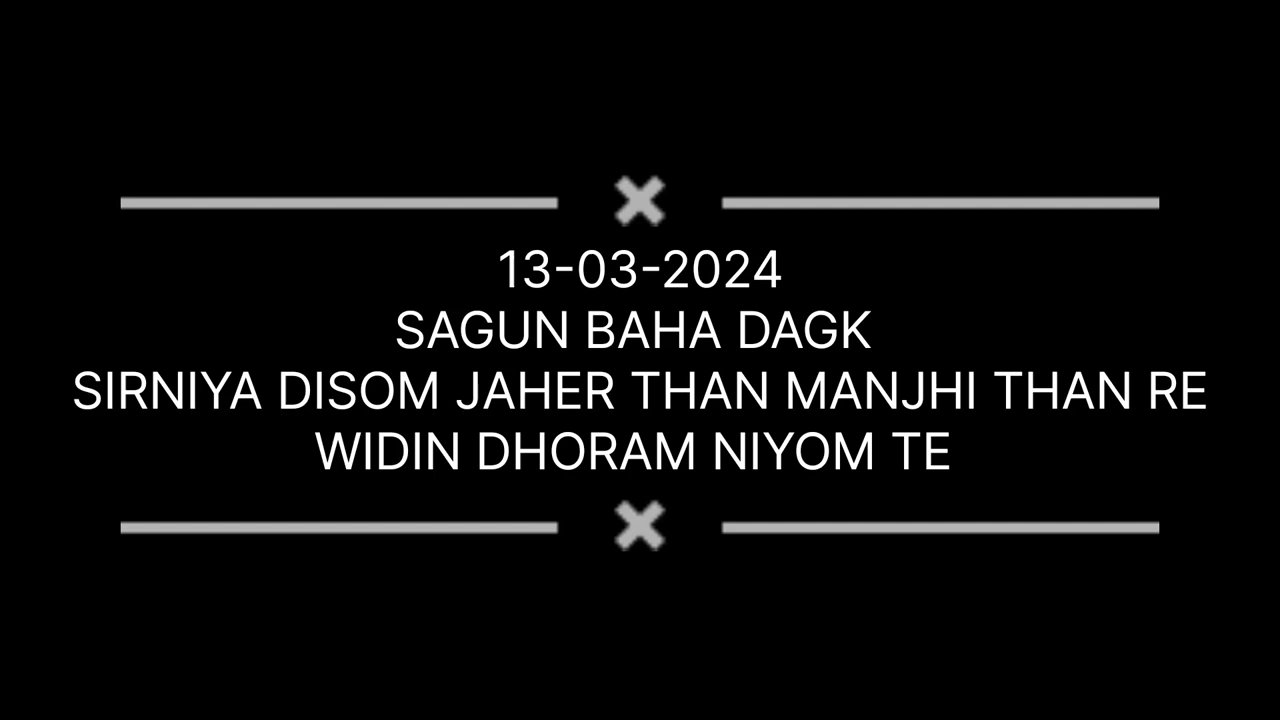 13-03-2024
SAGUN BAHA DAGK
SIRNIYA DISOM JAHER THAN MANJHI THAN RE
WIDIN DHORAM NIYOM TE